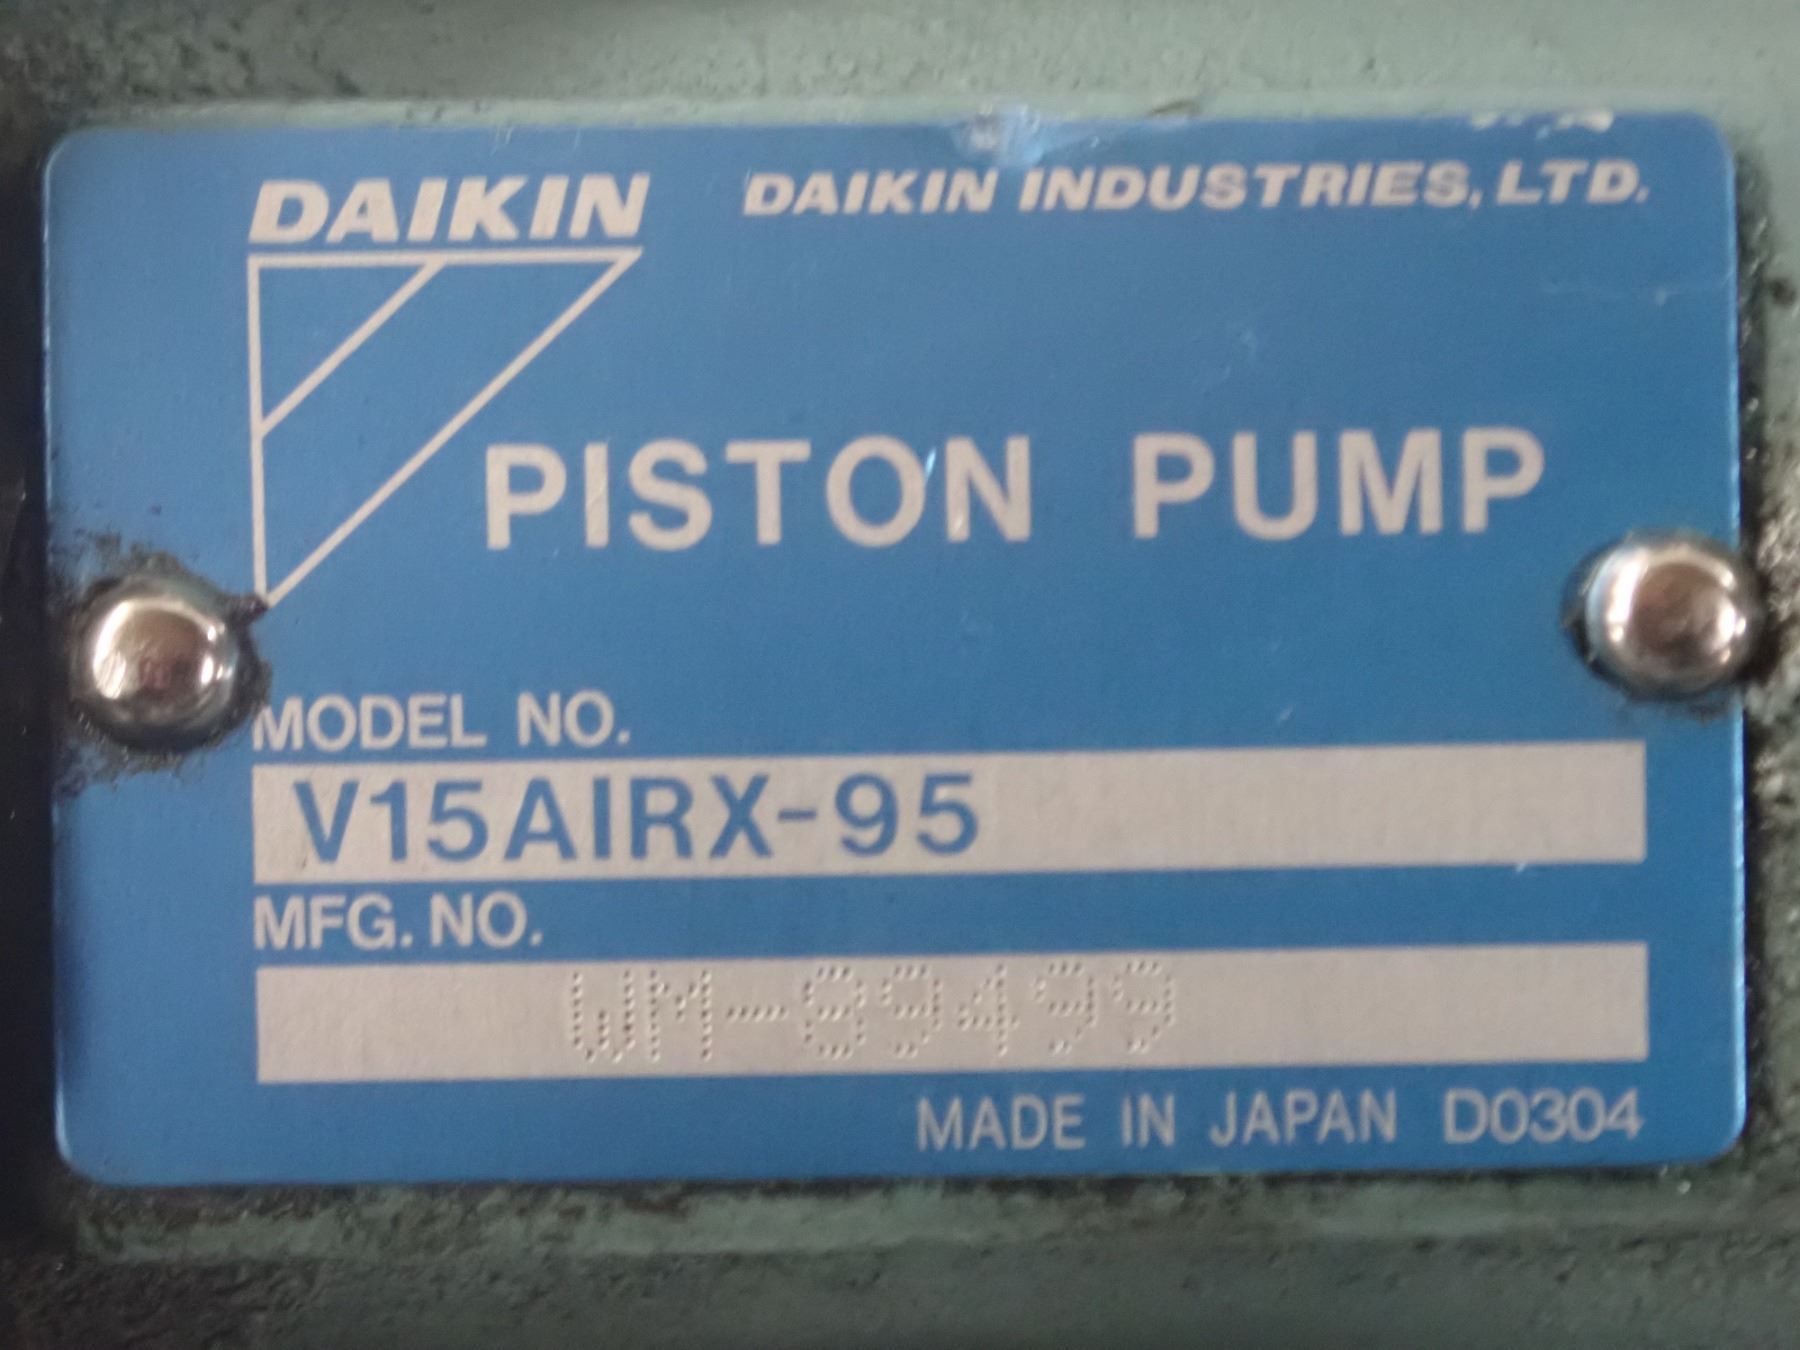 DAIKIN DAIKIN INDUSTRIES, LTD.
PISTON PUMP
MODEL NO.
V15AIRX-95
MFG. NO.
WM-89499
MADE IN JAPAN D0304